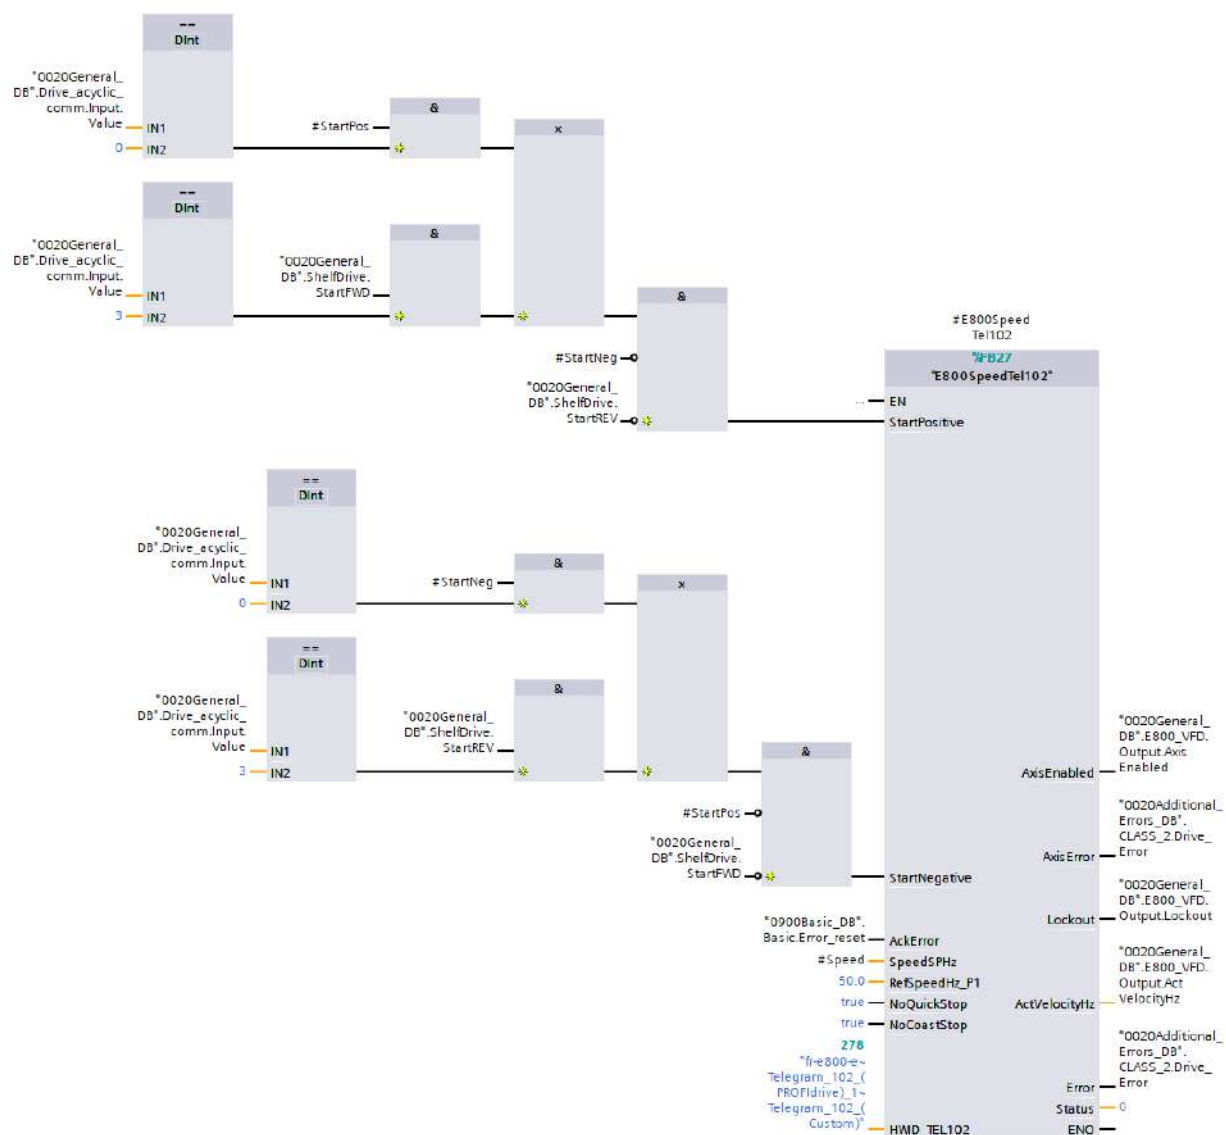 ==
DInt
"0020General_
DB".Drive_acyclic_
comm.Input.
Value
IN1
0
IN2
&
#StartPos
x
==
DInt
"0020General_
DB".Drive_acyclic_
comm.Input.
Value
IN1
3
IN2
&
"0020General_
DB".ShelfDrive.
StartFWD
&
#StartNeg
"0020General_
DB".ShelfDrive.
StartREV
#E800Speed
Tel102
%FB27
"E800SpeedTel102"
... EN
StartPositive
==
DInt
"0020General_
DB".Drive_acyclic_
comm.Input.
Value
IN1
0
IN2
&
#StartNeg
x
==
DInt
"0020General_
DB".Drive_acyclic_
comm.Input.
Value
IN1
3
IN2
&
"0020General_
DB".ShelfDrive.
StartREV
&
#StartPos
"0020General_
DB".ShelfDrive.
StartFWD
StartNegative
"0900Basic_DB".
Basic.Error_reset
AckError
#Speed
SpeedSPHz
50.0
RefSpeedHz_P1
true
NoQuickStop
true
NoCoastStop
278
"fr-e800-e~
Telegram_102_(
PROFIdrive)_1~
Telegram_102_(
Custom)"
HWID_TEL102
AxisEnabled
"0020General_
DB".E800_VFD.
Output.Axis
Enabled
AxisError
"0020Additional_
Errors_DB".
CLASS_2.Drive_
Error
Lockout
"0020General_
DB".E800_VFD.
Output.Lockout
ActVelocityHz
"0020General_
DB".E800_VFD.
Output.Act
VelocityHz
Error
"0020Additional_
Errors_DB".
CLASS_2.Drive_
Error
Status
0
ENO